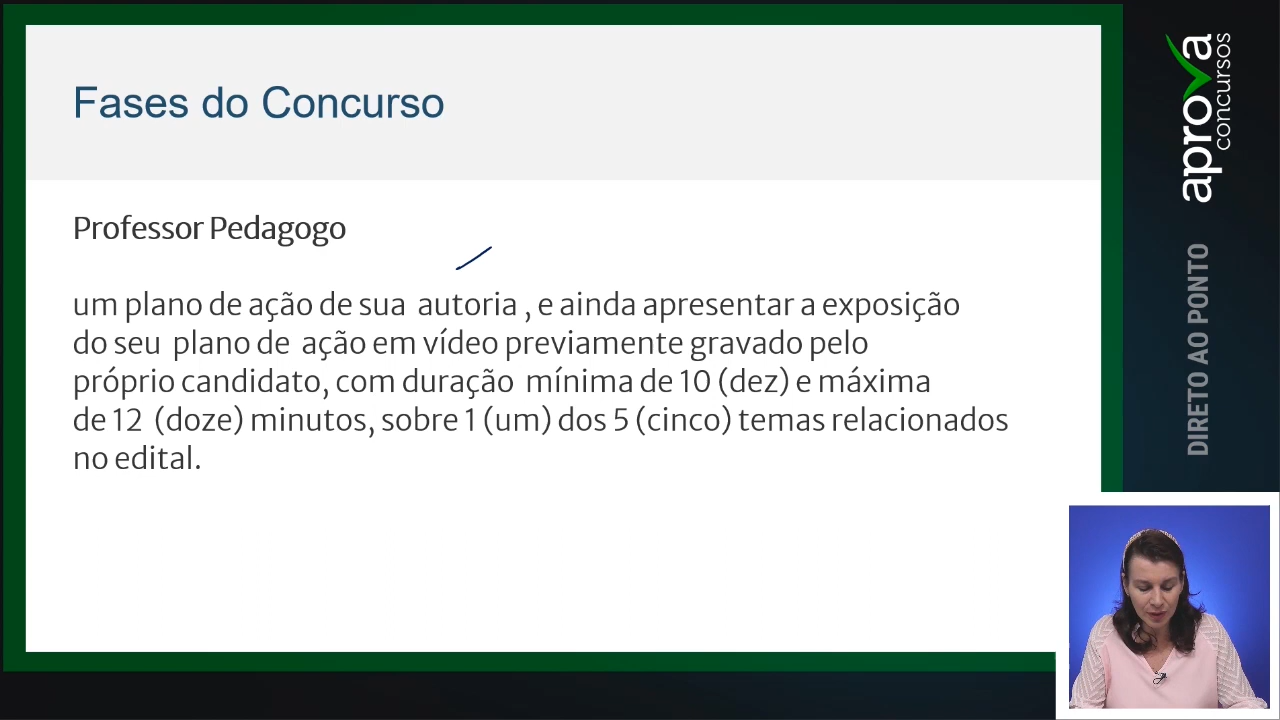 Fases do Concurso
Professor Pedagogo
um plano de ação de sua autoria , e ainda apresentar a exposição
do seu plano de ação em vídeo previamente gravado pelo
próprio candidato, com duração mínima de 10 (dez) e máxima
de 12 (doze) minutos, sobre 1 (um) dos 5 (cinco) temas relacionados
no edital.
aprova
concursos
DIRETO AO PONTO